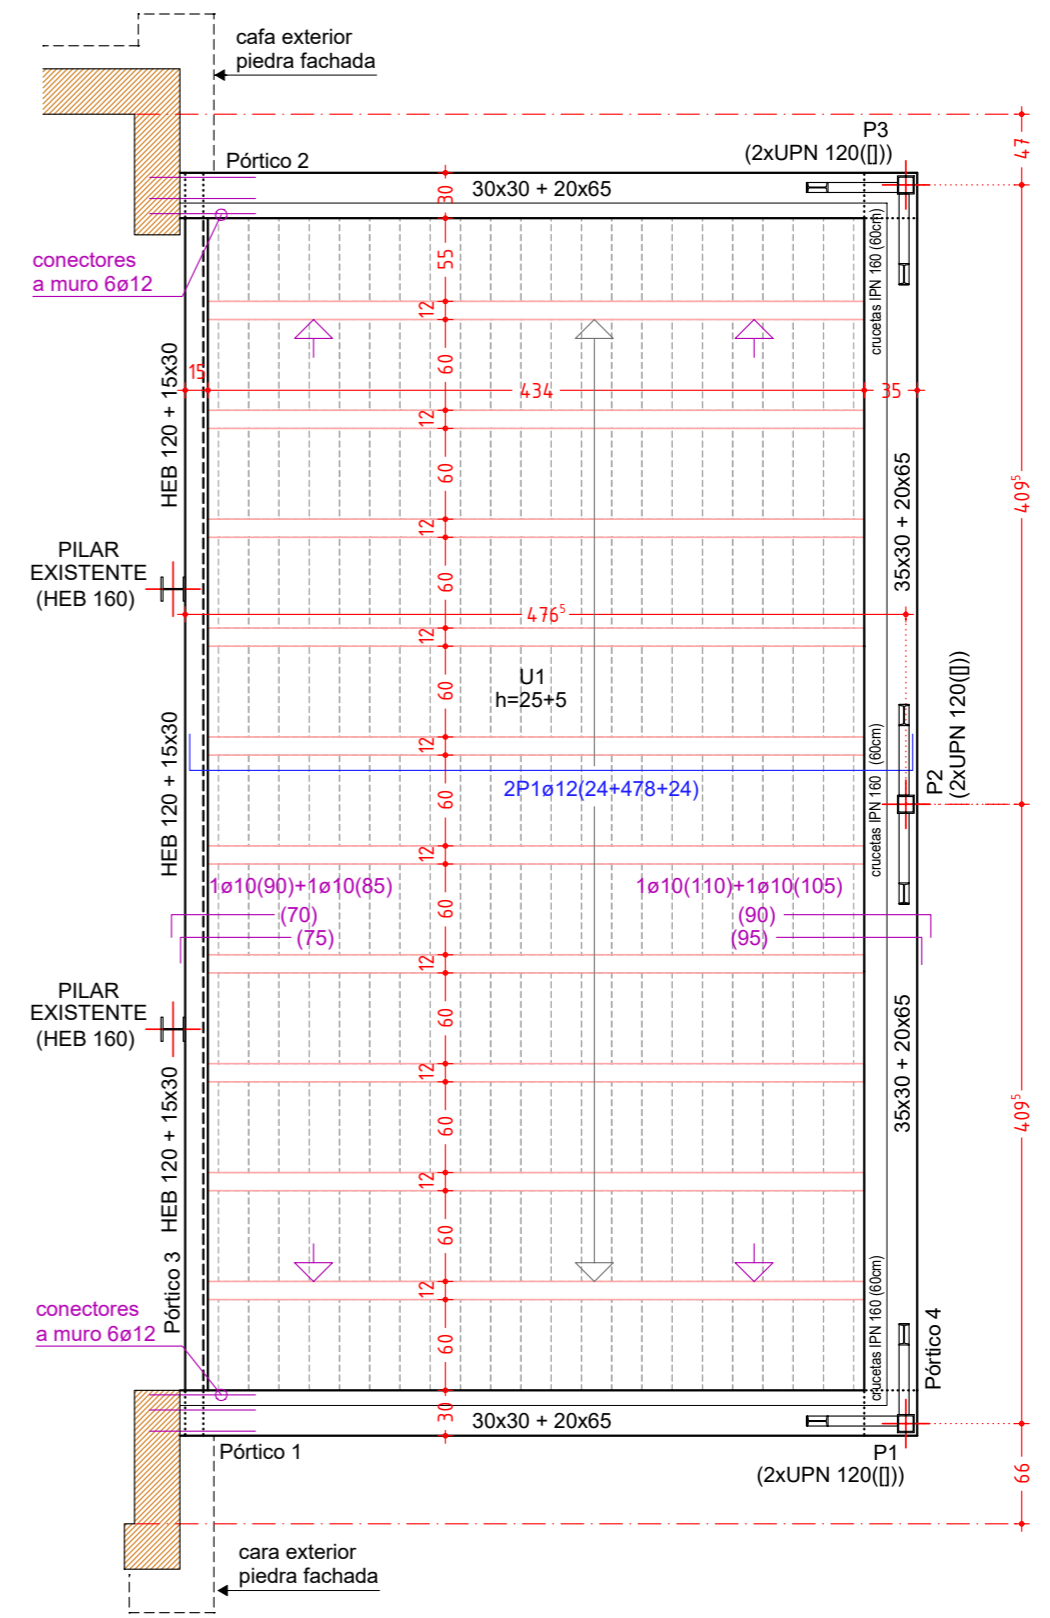 cafa exterior
piedra fachada
P3
(2xUPN 120([]))
47
Pórtico 2
30x30 + 20x65
30
crucetas IPN 160 (60cm)
conectores
a muro 6ø12
55
12
60
HEB 120 + 15x30
15
434
35
12
60
35x30 + 20x65
409⁵
12
PILAR
EXISTENTE
(HEB 160)
60
476⁵
12
U1
h=25+5
60
P2
(2xUPN 120([]))
HEB 120 + 15x30
12
crucetas IPN 160 (60cm)
2P1ø12(24+478+24)
60
12
1ø10(90)+1ø10(85)
1ø10(110)+1ø10(105)
(70)
(90)
(75)
(95)
60
12
PILAR
EXISTENTE
(HEB 160)
60
12
HEB 120 + 15x30
35x30 + 20x65
409⁵
60
12
60
Pórtico 3
12
crucetas IPN 160 (60cm)
Pórtico 4
conectores
a muro 6ø12
60
30
30x30 + 20x65
Pórtico 1
P1
(2xUPN 120([]))
66
cara exterior
piedra fachada